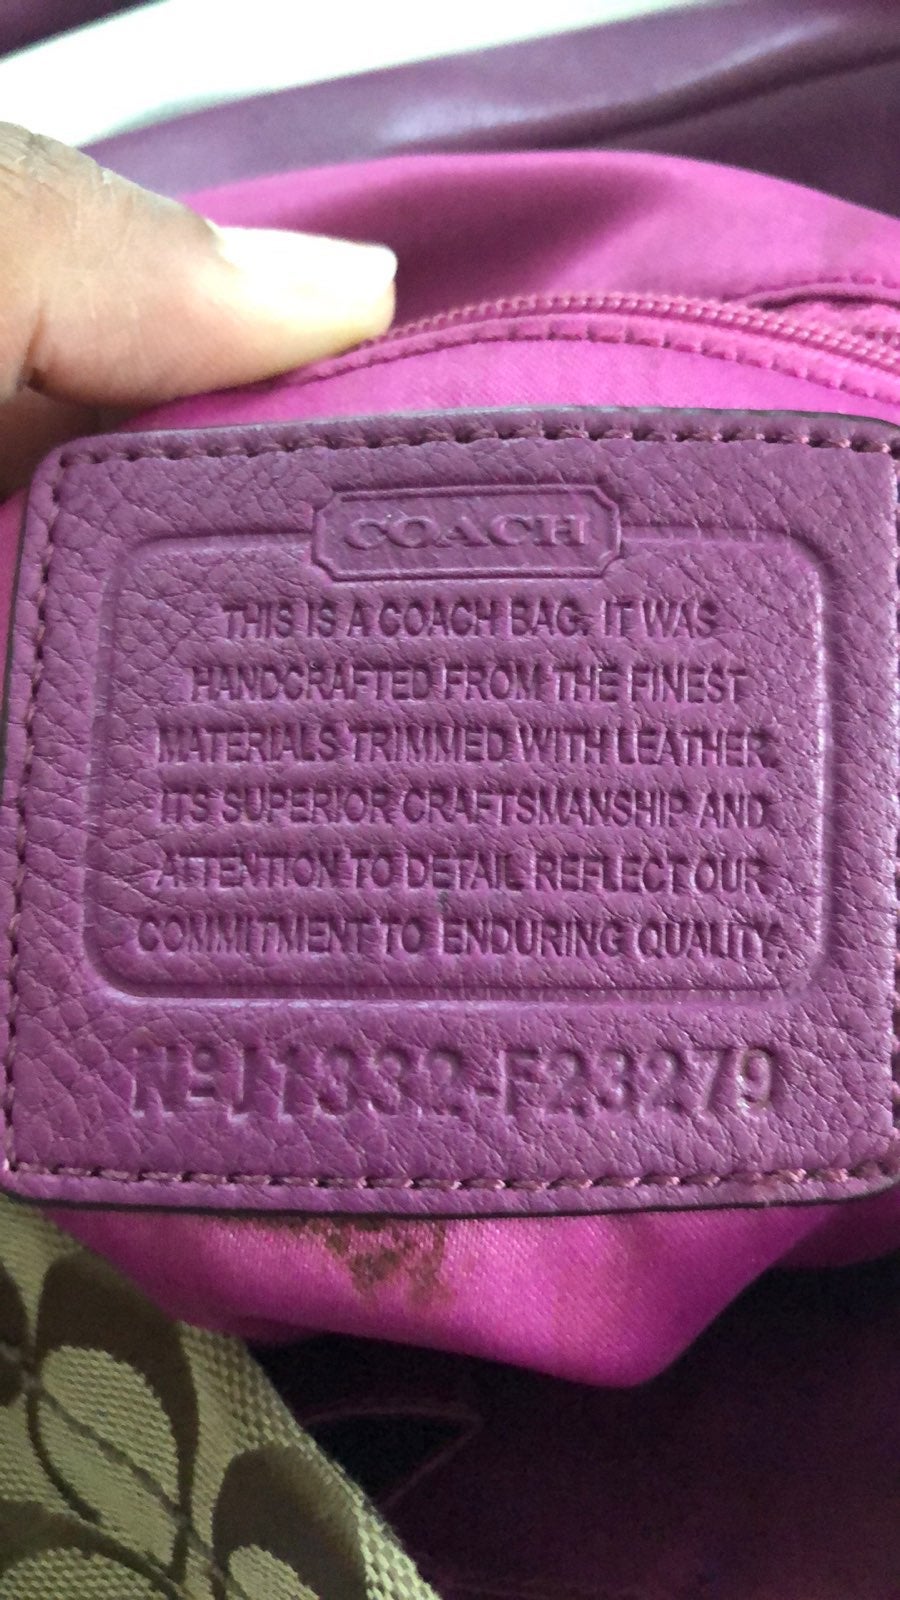 COACH
THIS IS A COACH BAG. IT WAS
HANDCRAFTED FROM THE FINEST
MATERIALS TRIMMED WITH LEATHER.
ITS SUPERIOR CRAFTSMANSHIP AND
ATTENTION TO DETAIL REFLECT OUR
COMMITMENT TO ENDURING QUALITY.
Nº J1332-F23279